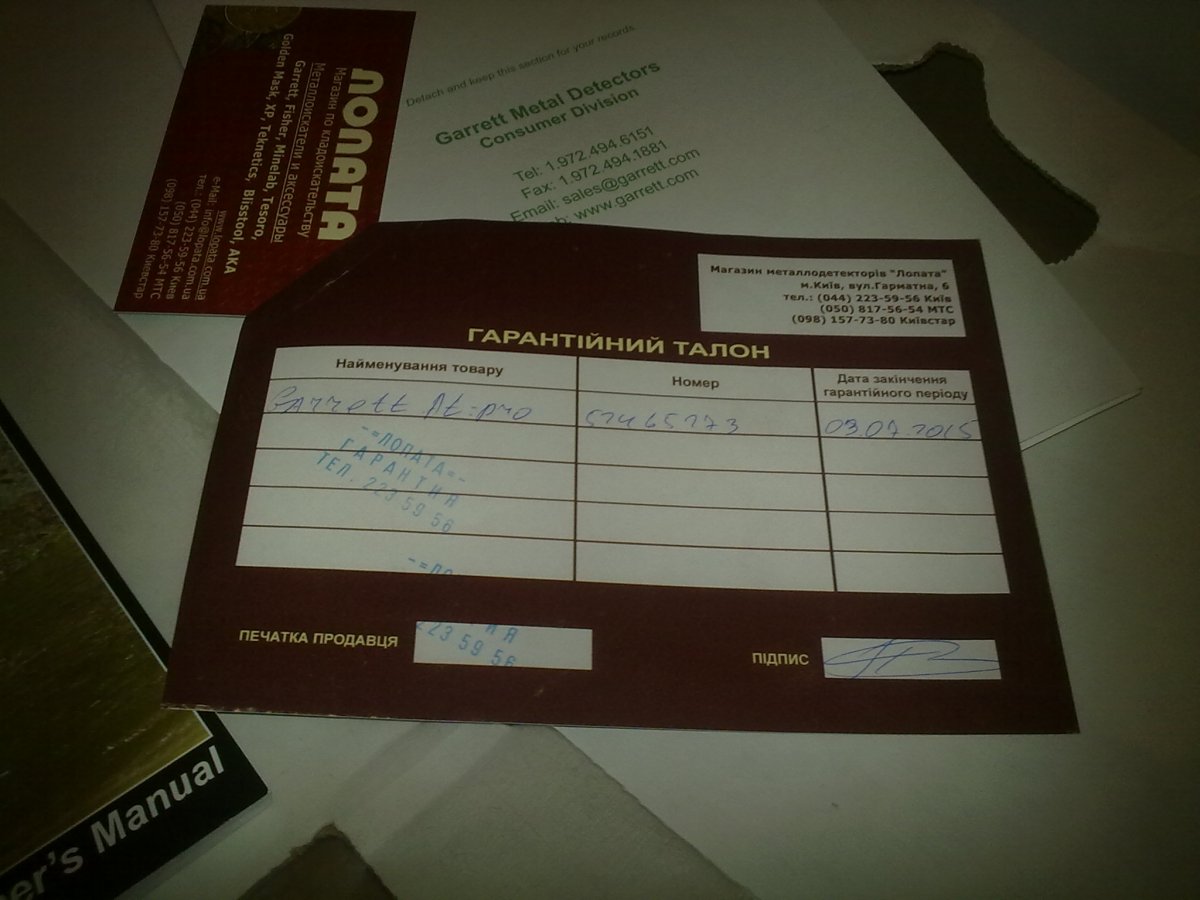 ЛОПАТА
Магазин по кладоискательству
Металлоискатели и аксессуары
Garrett, Fisher, Minelab, Tesoro,
Golden Mask, XP, Teknetics, Blisstool, AKA
www.lopata.com.ua
e-Mail: info@lopata.com.ua
тел.: (044) 223-59-56 Киев
(050) 817-56-54 МТС
(098) 157-73-80 Киевстар
Detach and keep this section for your records
Garrett Metal Detectors
Consumer Division
Tel: 1.972.494.6151
Fax: 1.972.494.1881
Email: sales@garrett.com
www.garrett.com
Магазин металлодетекторів "Лопата"
м.Київ, вул.Гарматна, 6
тел.: (044) 223-59-56 Київ
(050) 817-56-54 МТС
(098) 157-73-80 Київстар
ГАРАНТІЙНИЙ ТАЛОН
Найменування товару
Номер
Дата закінчення
гарантійного періоду
Garrett At-pro
03.07.2015
-=ЛОПАТА=-
ГАРАНТИЯ
ТЕЛ. 223 59 56
ПЕЧАТКА ПРОДАВЦЯ
223 59 56
ПІДПИС
Manual